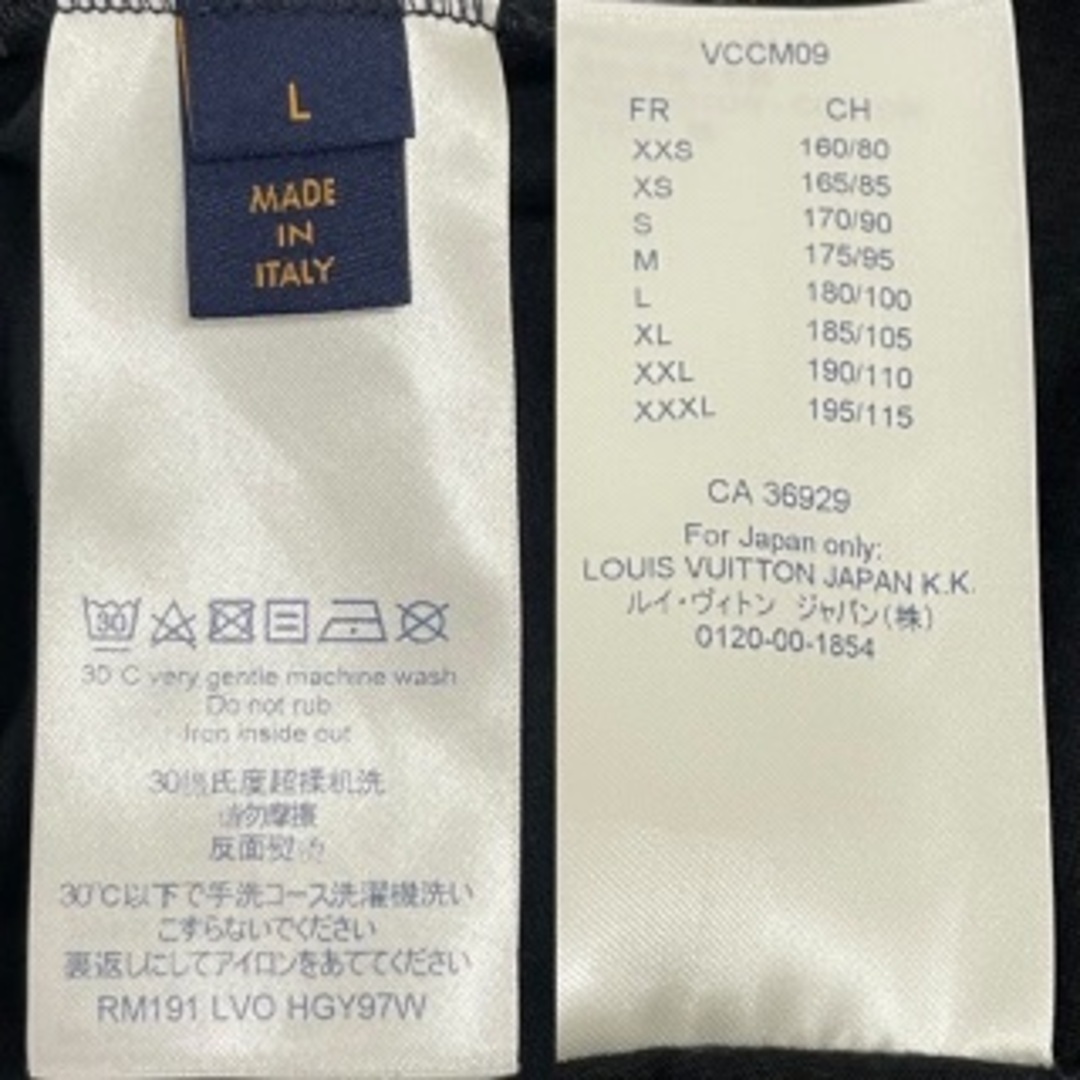 L
MADE
IN
ITALY
30
30°C very gentle machine wash
Do not rub
Iron inside out
30摄氏度超揉机洗
请勿摩擦
反面熨
30℃以下で手洗コース洗濯機洗い
こすらないでください
裏返しにしてアイロンをあててください
RM191 LVO HGY97W
VCCM09
FR CH
XXS 160/80
XS 165/85
S 170/90
M 175/95
L 180/100
XL 185/105
XXL 190/110
XXXL 195/115
CA 36929
For Japan only:
LOUIS VUITTON JAPAN K.K.
ルイ・ヴィトン ジャパン(株)
0120-00-1854